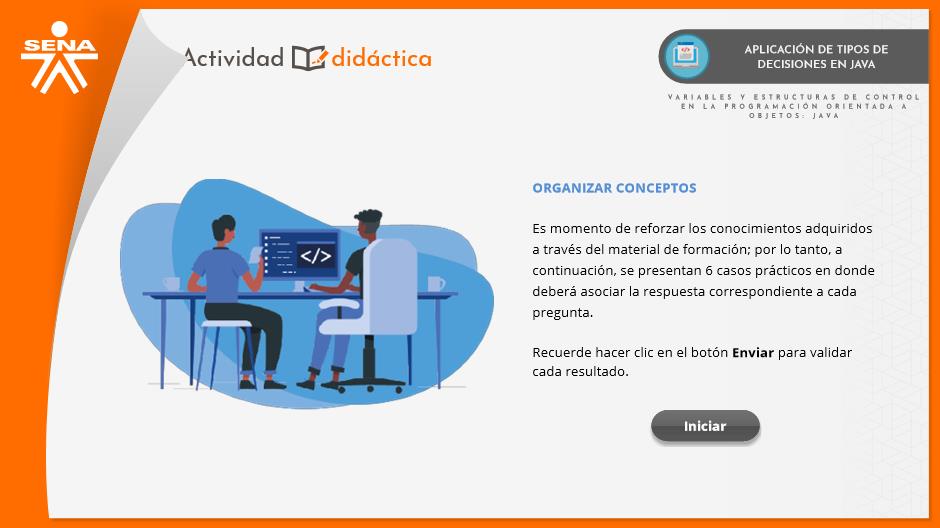 SENA
Actividad didáctica
APLICACIÓN DE TIPOS DE
DECISIONES EN JAVA
VARIABLES Y ESTRUCTURAS DE CONTROL
EN LA PROGRAMACIÓN ORIENTADA A
OBJETOS: JAVA
</>
ORGANIZAR CONCEPTOS
Es momento de reforzar los conocimientos adquiridos
a través del material de formación; por lo tanto, a
continuación, se presentan 6 casos prácticos en donde
deberá asociar la respuesta correspondiente a cada
pregunta.
Recuerde hacer clic en el botón Enviar para validar
cada resultado.
Iniciar